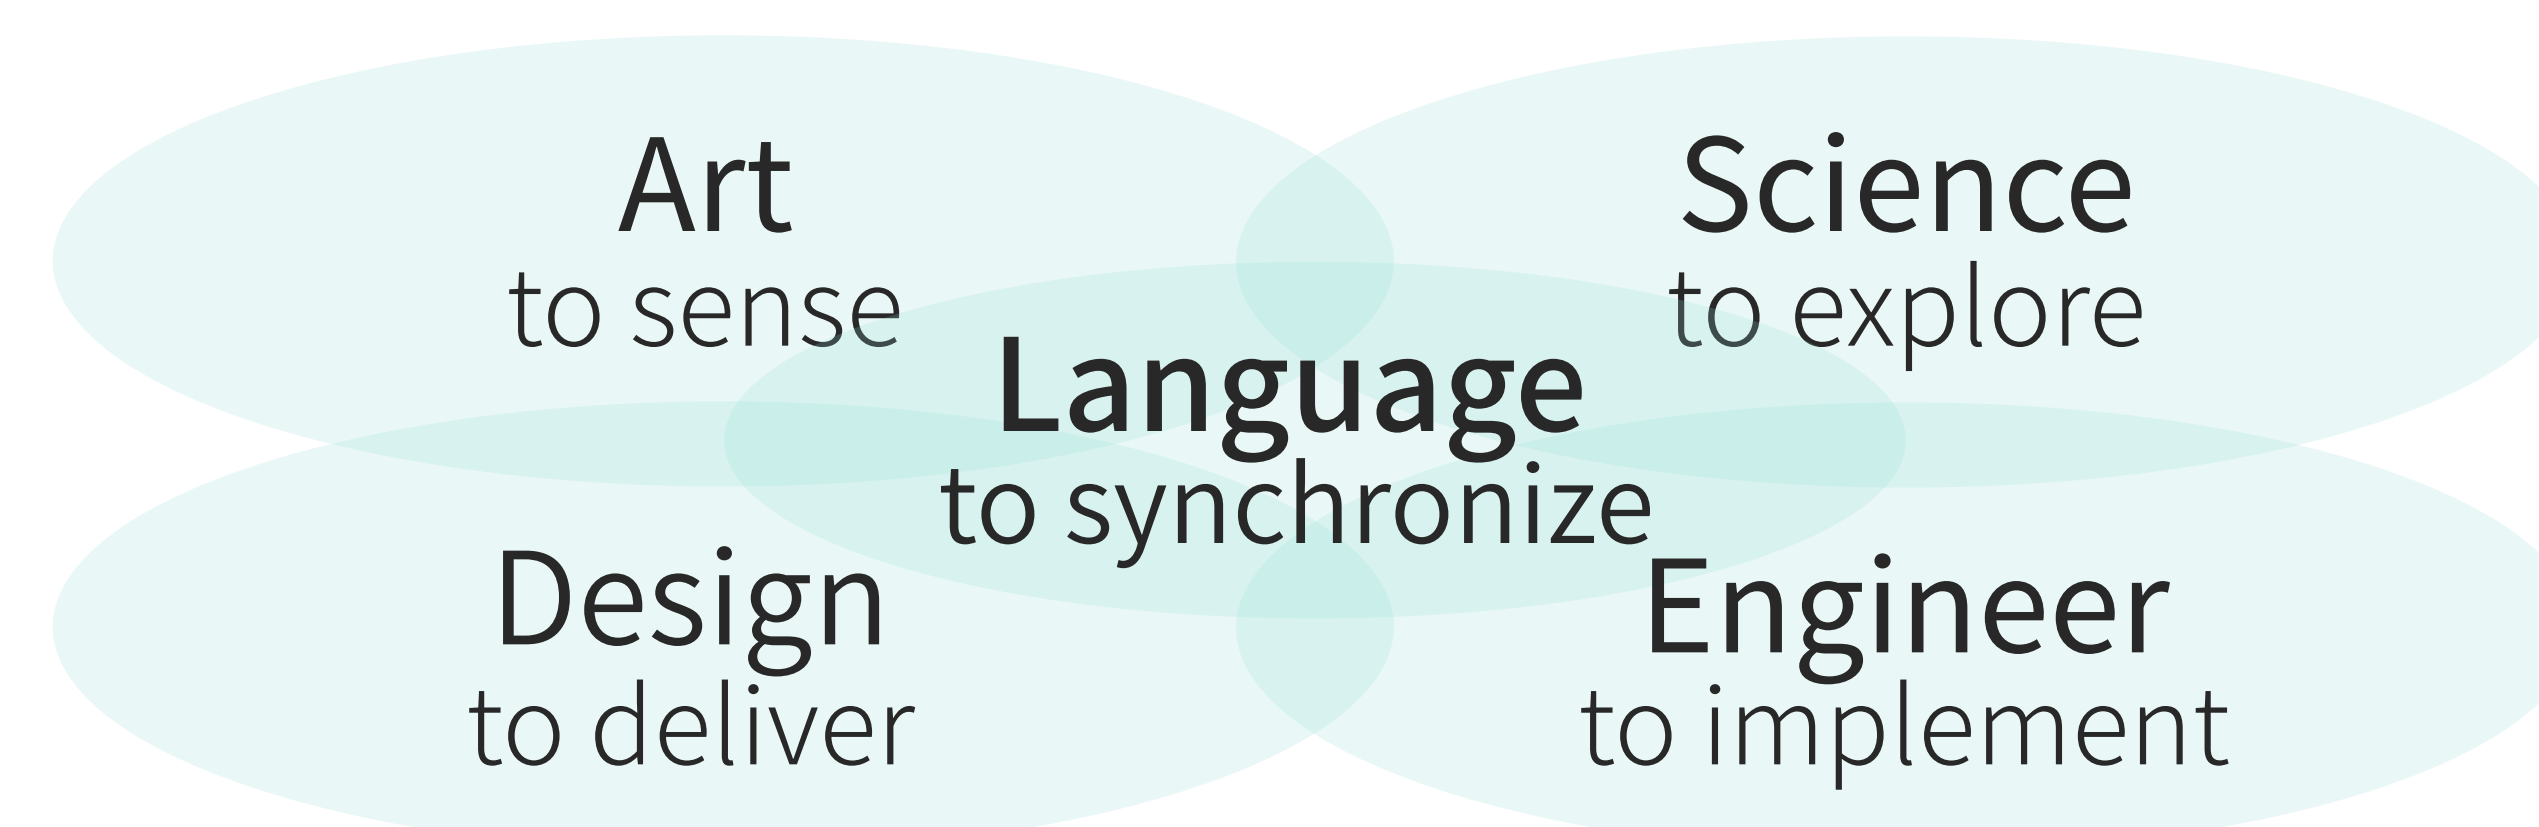 Art
to sense
Science
to explore
Language
to synchronize
Design
to deliver
Engineer
to implement